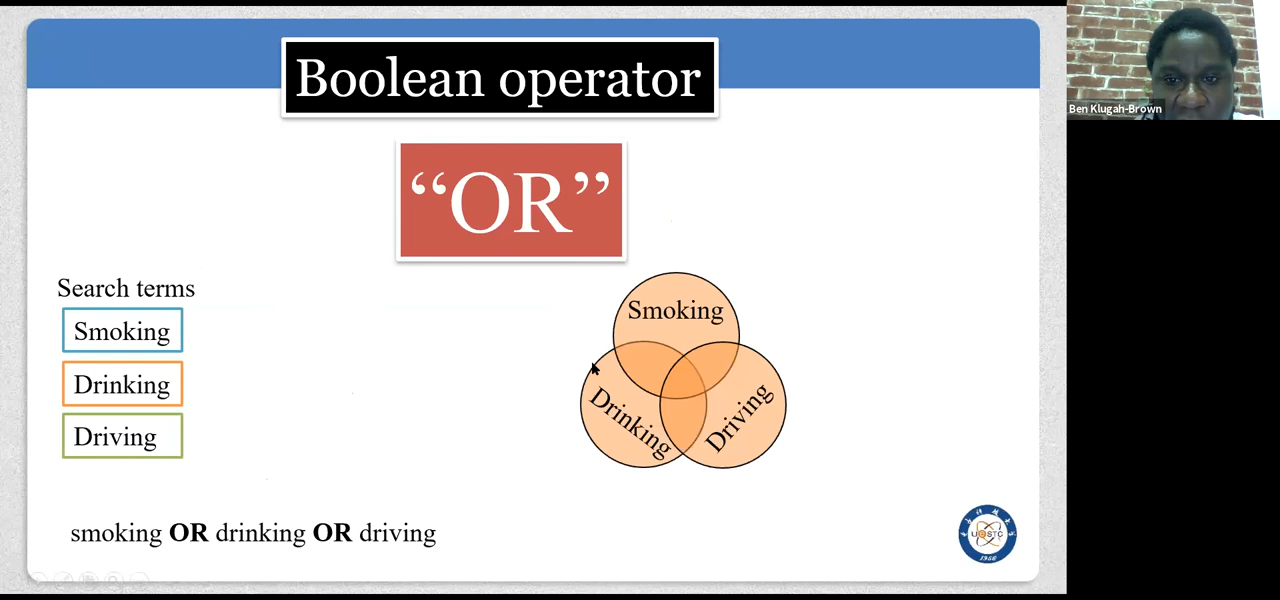 Boolean operator
“OR”
Ben Klugah-Brown
Search terms
Smoking
Drinking
Driving
Smoking
Drinking
Driving
smoking OR drinking OR driving
1956